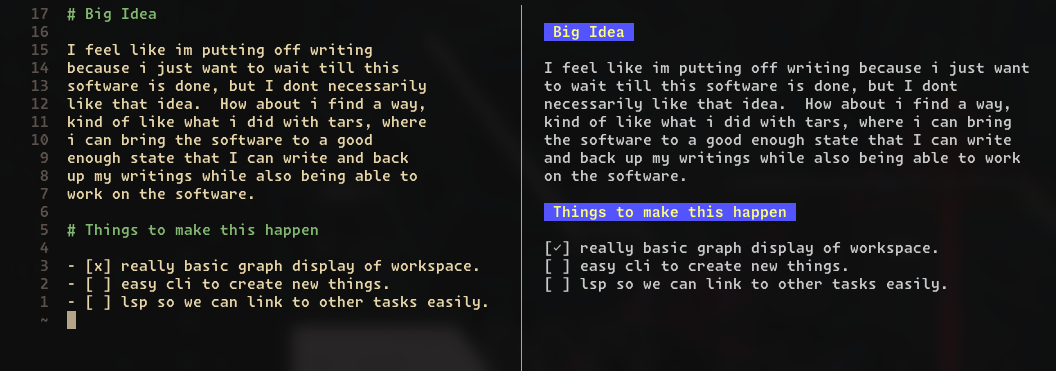 17 # Big Idea
16
15 I feel like im putting off writing
14 because i just want to wait till this
13 software is done, but I dont necessarily
12 like that idea.  How about i find a way,
11 kind of like what i did with tars, where
10 i can bring the software to a good
9 enough state that I can write and back
8 up my writings while also being able to
7 work on the software.
6
5 # Things to make this happen
4
3 - [x] really basic graph display of workspace.
2 - [ ] easy cli to create new things.
1 - [ ] lsp so we can link to other tasks easily.
~
Big Idea
I feel like im putting off writing because i just want
to wait till this software is done, but I dont
necessarily like that idea.  How about i find a way,
kind of like what i did with tars, where i can bring
the software to a good enough state that I can write
and back up my writings while also being able to work
on the software.
Things to make this happen
[✓] really basic graph display of workspace.
[ ] easy cli to create new things.
[ ] lsp so we can link to other tasks easily.